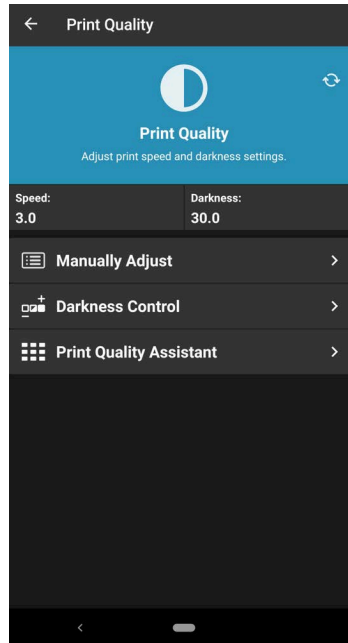 Print Quality
Print Quality
Adjust print speed and darkness settings.
Speed:
3.0
Darkness:
30.0
Manually Adjust
Darkness Control
Print Quality Assistant